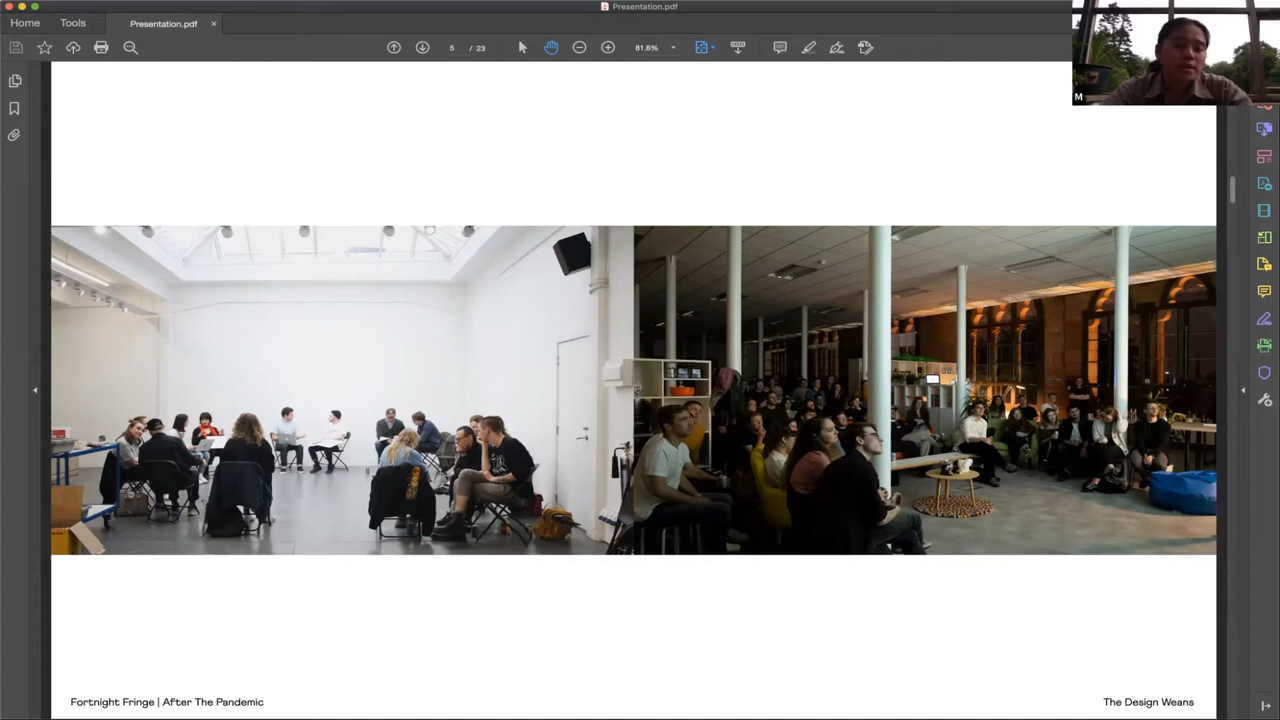 Presentation.pdf
Home
Tools
Presentation.pdf ×
5 / 23
81.6%
M
Fortnight Fringe | After The Pandemic
The Design Weans